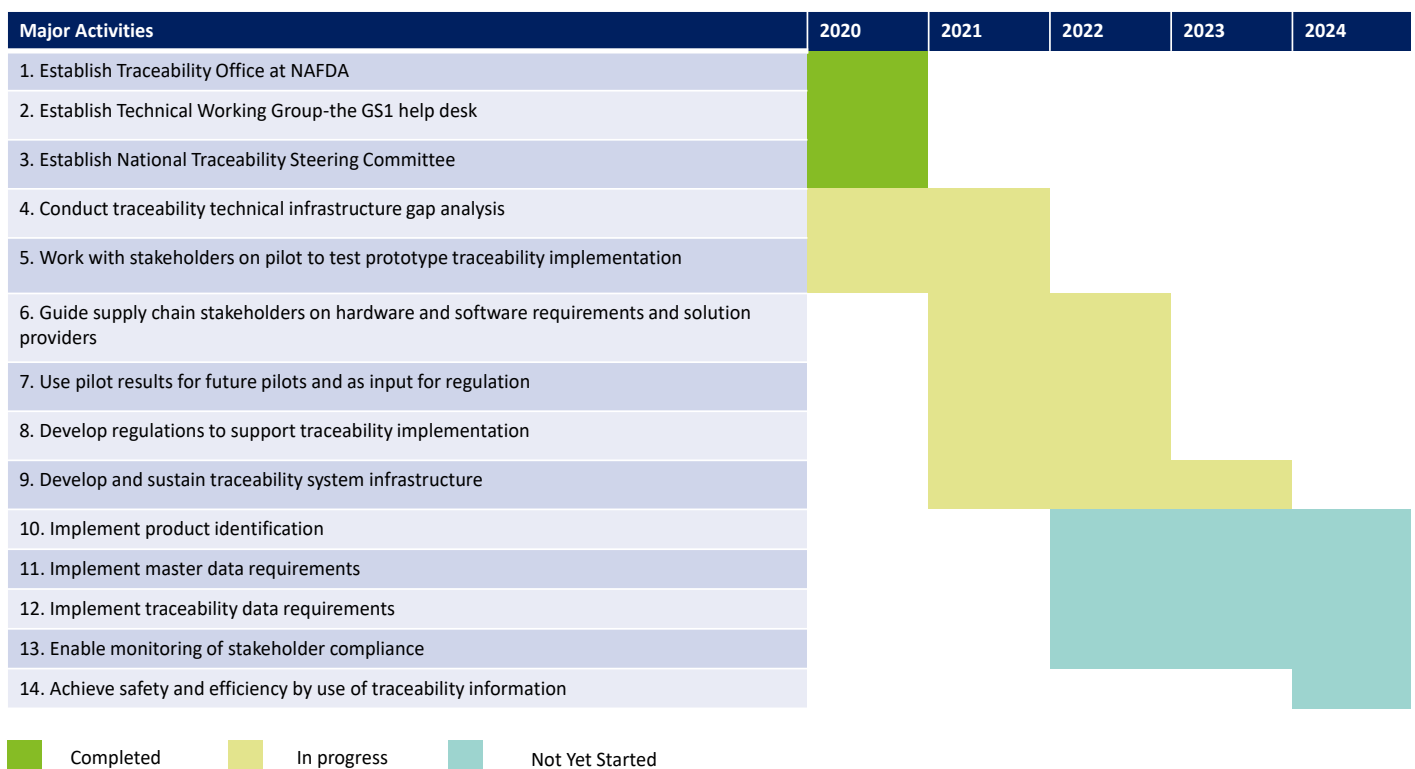 Major Activities 2020 2021 2022 2023 2024
1. Establish Traceability Office at NAFDA
2. Establish Technical Working Group-the GS1 help desk
3. Establish National Traceability Steering Committee
4. Conduct traceability technical infrastructure gap analysis
5. Work with stakeholders on pilot to test prototype traceability implementation
6. Guide supply chain stakeholders on hardware and software requirements and solution
providers
7. Use pilot results for future pilots and as input for regulation
8. Develop regulations to support traceability implementation
9. Develop and sustain traceability system infrastructure
10. Implement product identification
11. Implement master data requirements
12. Implement traceability data requirements
13. Enable monitoring of stakeholder compliance
14. Achieve safety and efficiency by use of traceability information
Completed In progress Not Yet Started